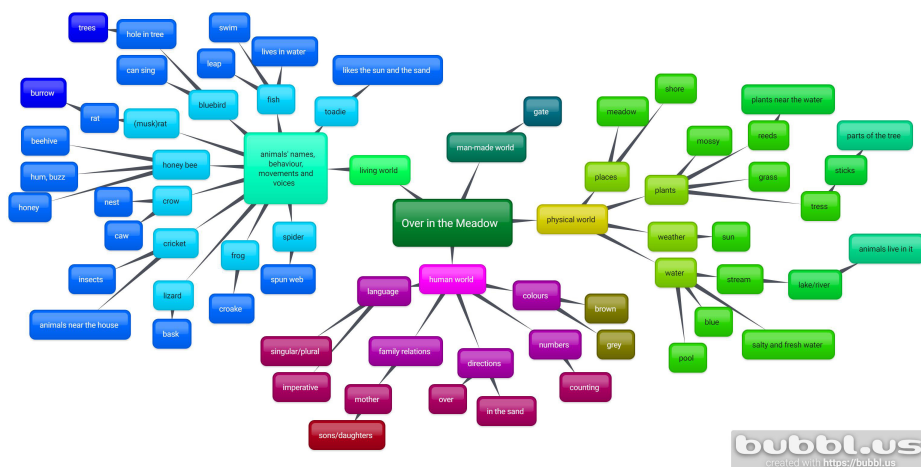 trees
hole in tree
swim
lives in water
can sing
leap
likes the sun and the sand
burrow
bluebird
fish
toadie
rat
(musk)rat
beehive
honey bee
animals' names,
behaviour,
movements and
voices
living world
hum, buzz
crow
nest
honey
caw
cricket
spider
frog
insects
spun web
lizard
croake
animals near the house
bask
gate
man-made world
Over in the Meadow
physical world
human world
shore
meadow
plants near the water
mossy
reeds
parts of the tree
places
plants
grass
sticks
tress
weather
sun
animals live in it
water
stream
lake/river
blue
salty and fresh water
pool
language
colours
brown
singular/plural
family relations
numbers
grey
imperative
directions
mother
over
counting
in the sand
sons/daughters
bubbl.us
created with https://bubbl.us